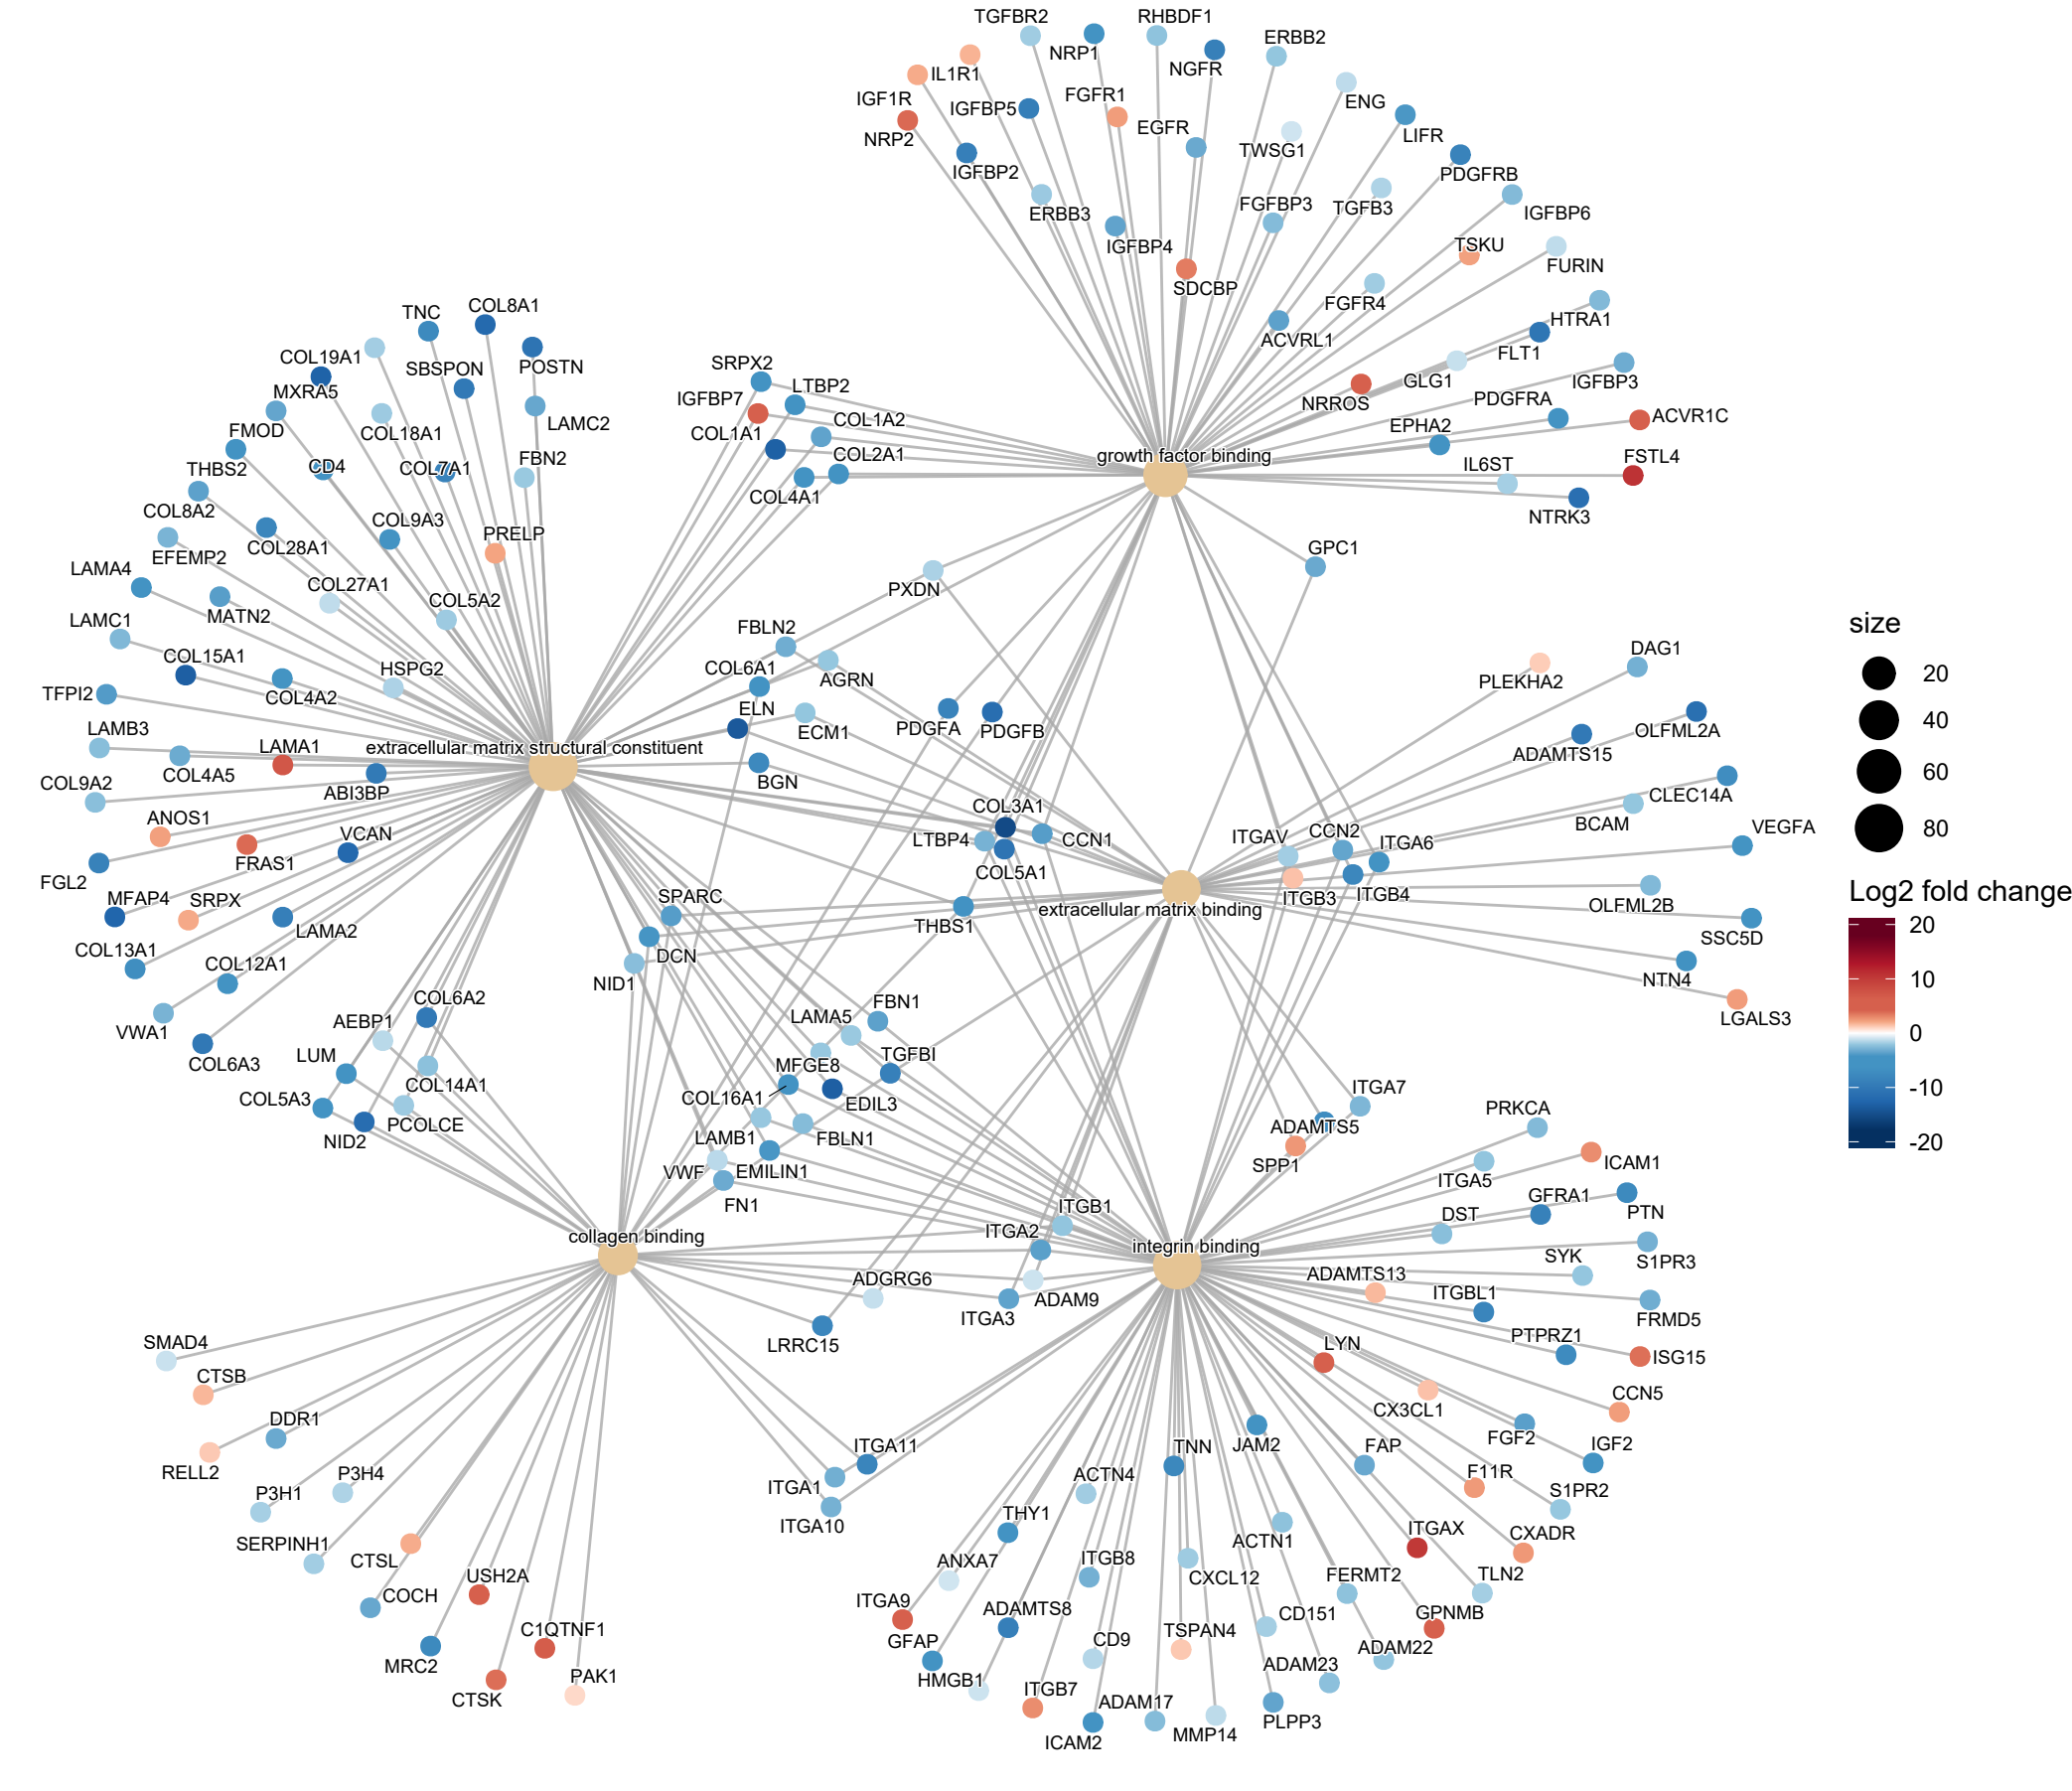 TGFBR2
RHBDF1
NRP1
ERBB2
NGFR
IL1R1
ENG
IGF1R
IGFBP5
FGFR1
NRP2
EGFR
LIFR
TWSG1
IGFBP2
PDGFRB
ERBB3
FGFBP3
TGFB3
IGFBP6
IGFBP4
TSKU
FURIN
SDCBP
FGFR4
HTRA1
ACVRL1
FLT1
GLG1
IGFBP3
NRROS
PDGFRA
ACVR1C
EPHA2
growth factor binding
IL6ST
FSTL4
NTRK3
TNC
COL8A1
COL19A1
SBSPON
POSTN
MXRA5
LAMC2
FMOD
COL18A1
THBS2
CD4
COL7A1
FBN2
COL8A2
COL9A3
PRELP
EFEMP2
COL28A1
LAMA4
COL27A1
COL5A2
LAMC1
MATN2
COL15A1
HSPG2
TFPI2
COL4A2
LAMB3
LAMA1
extracellular matrix structural constituent
COL4A5
COL9A2
ABI3BP
ANOS1
VCAN
FRAS1
FGL2
MFAP4
SRPX
LAMA2
COL13A1
COL12A1
VWA1
COL6A3
SRPX2
IGFBP7
LTBP2
COL1A1
COL1A2
COL2A1
COL4A1
GPC1
PXDN
FBLN2
COL6A1
AGRN
ELN
ECM1
PDGFA
PDGFB
BGN
COL3A1
LTBP4
CCN1
COL5A1
THBS1
SPARC
DCN
NID1
extracellular matrix binding
ITGAV
CCN2
ITGA6
ITGB3
ITGB4
PLEKHA2
DAG1
OLFML2A
ADAMTS15
CLEC14A
BCAM
VEGFA
OLFML2B
SSC5D
NTN4
LGALS3
size
20
40
60
80
Log2 fold change
20
10
0
-10
-20
COL6A2
AEBP1
LUM
COL14A1
COL5A3
PCOLCE
NID2
FBN1
LAMA5
MFGE8
TGFBI
COL16A1
EDIL3
LAMB1
FBLN1
VWF
EMILIN1
FN1
ITGB1
ITGA2
ADGRG6
ADAM9
ITGA3
LRRC15
collagen binding
integrin binding
ITGA7
ADAMTS5
SPP1
PRKCA
ICAM1
ITGA5
GFRA1
PTN
DST
SYK
S1PR3
ADAMTS13
ITGBL1
FRMD5
PTPRZ1
LYN
ISG15
CCN5
CX3CL1
FGF2
IGF2
FAP
F11R
S1PR2
JAM2
TNN
CXADR
ITGAX
ACTN4
ACTN1
TLN2
THY1
FERMT2
ITGB8
CXCL12
ANXA7
GPNMB
CD151
ITGA9
ADAMTS8
ADAM22
GFAP
CD9
TSPAN4
ADAM23
HMGB1
ITGB7
ADAM17
PLPP3
MMP14
ICAM2
ITGA11
ITGA1
ITGA10
SMAD4
CTSB
DDR1
RELL2
P3H4
P3H1
SERPINH1
CTSL
USH2A
COCH
C1QTNF1
MRC2
PAK1
CTSK